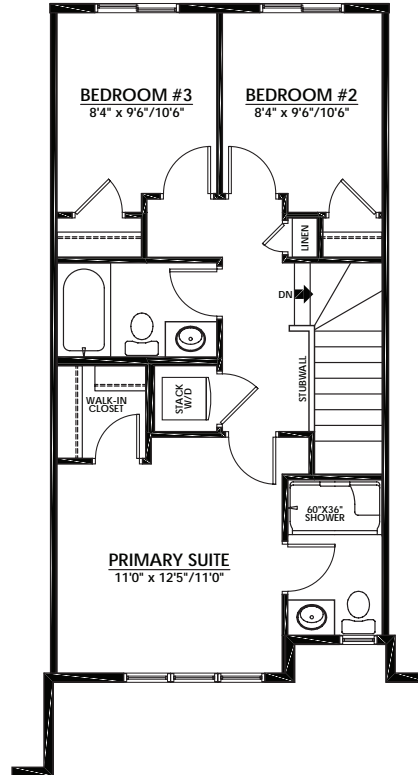 BEDROOM #3
8'4" x 9'6"/10'6"
BEDROOM #2
8'4" x 9'6"/10'6"
LINEN
DN
STUBWALL
WALK-IN
CLOSET
STACK
W/D
60"X36"
SHOWER
PRIMARY SUITE
11'0" x 12'5"/11'0"